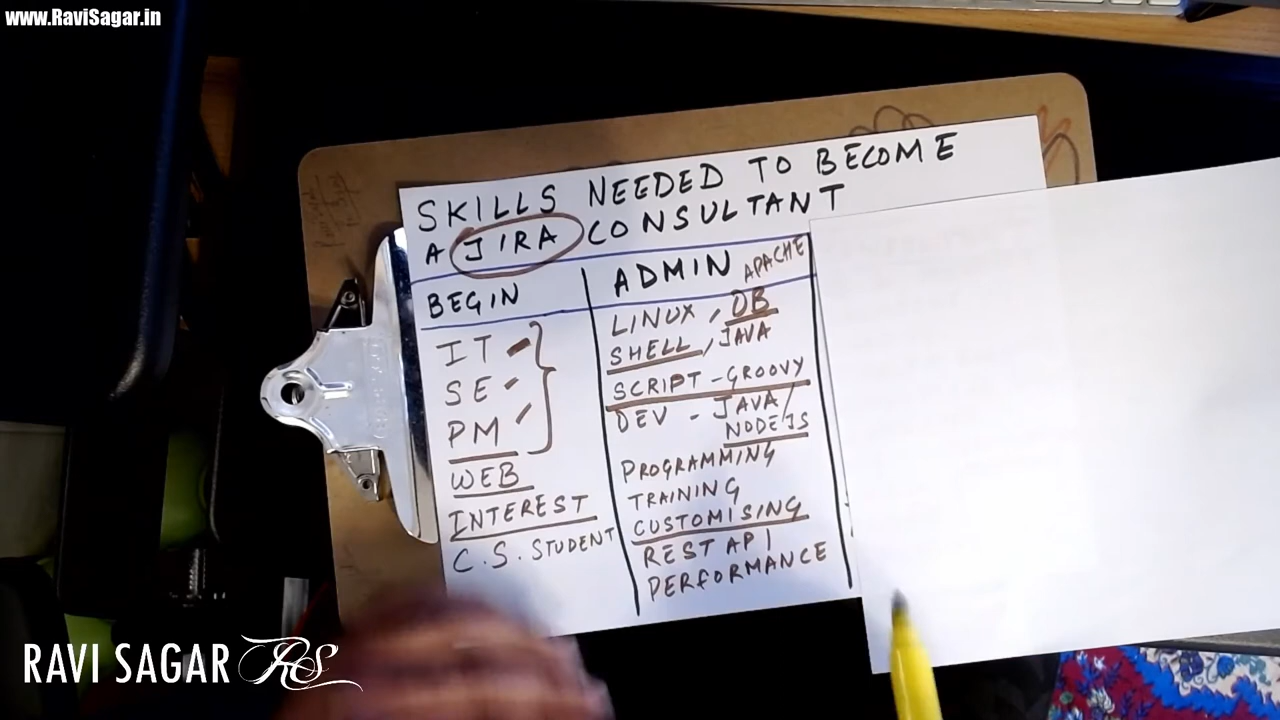 www.RaviSagar.in
SKILLS NEEDED TO BECOME
A JIRA CONSULTANT
BEGIN
IT
SE
PM
WEB
INTEREST
C.S. STUDENT
ADMIN APACHE
LINUX, DB
SHELL, JAVA
SCRIPT - GROOVY
DEV - JAVA/
NODEJS
PROGRAMMING
TRAINING
CUSTOMISING
REST API
PERFORMANCE
RAVI SAGAR RS